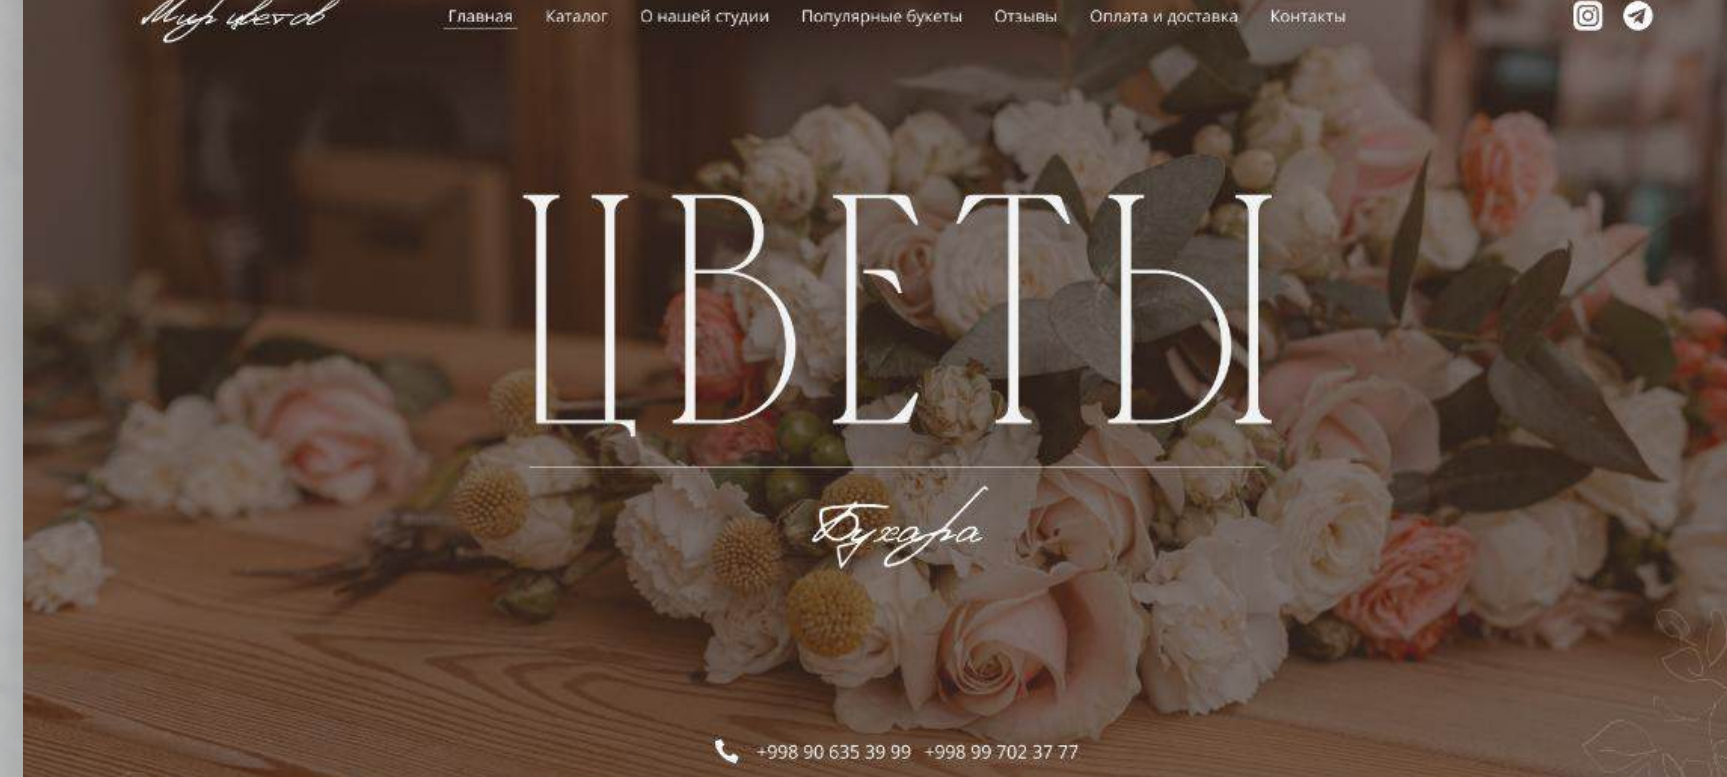 Мир цветов
Главная Каталог О нашей студии Популярные букеты Отзывы Оплата и доставка Контакты
ЦВЕТЫ
Бухара
+998 90 635 39 99 +998 99 702 37 77